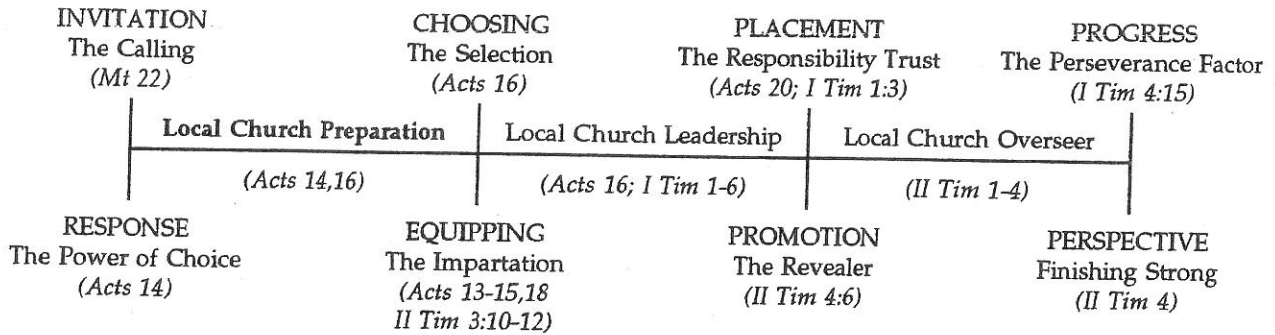 INVITATION
The Calling
(Mt 22)
CHOOSING
The Selection
(Acts 16)
PLACEMENT
The Responsibility Trust
(Acts 20; I Tim 1:3)
PROGRESS
The Perseverance Factor
(I Tim 4:15)
Local Church Preparation
(Acts 14,16)
Local Church Leadership
(Acts 16; I Tim 1-6)
Local Church Overseer
(II Tim 1-4)
RESPONSE
The Power of Choice
(Acts 14)
EQUIPPING
The Impartation
(Acts 13-15,18
II Tim 3:10-12)
PROMOTION
The Revealer
(II Tim 4:6)
PERSPECTIVE
Finishing Strong
(II Tim 4)